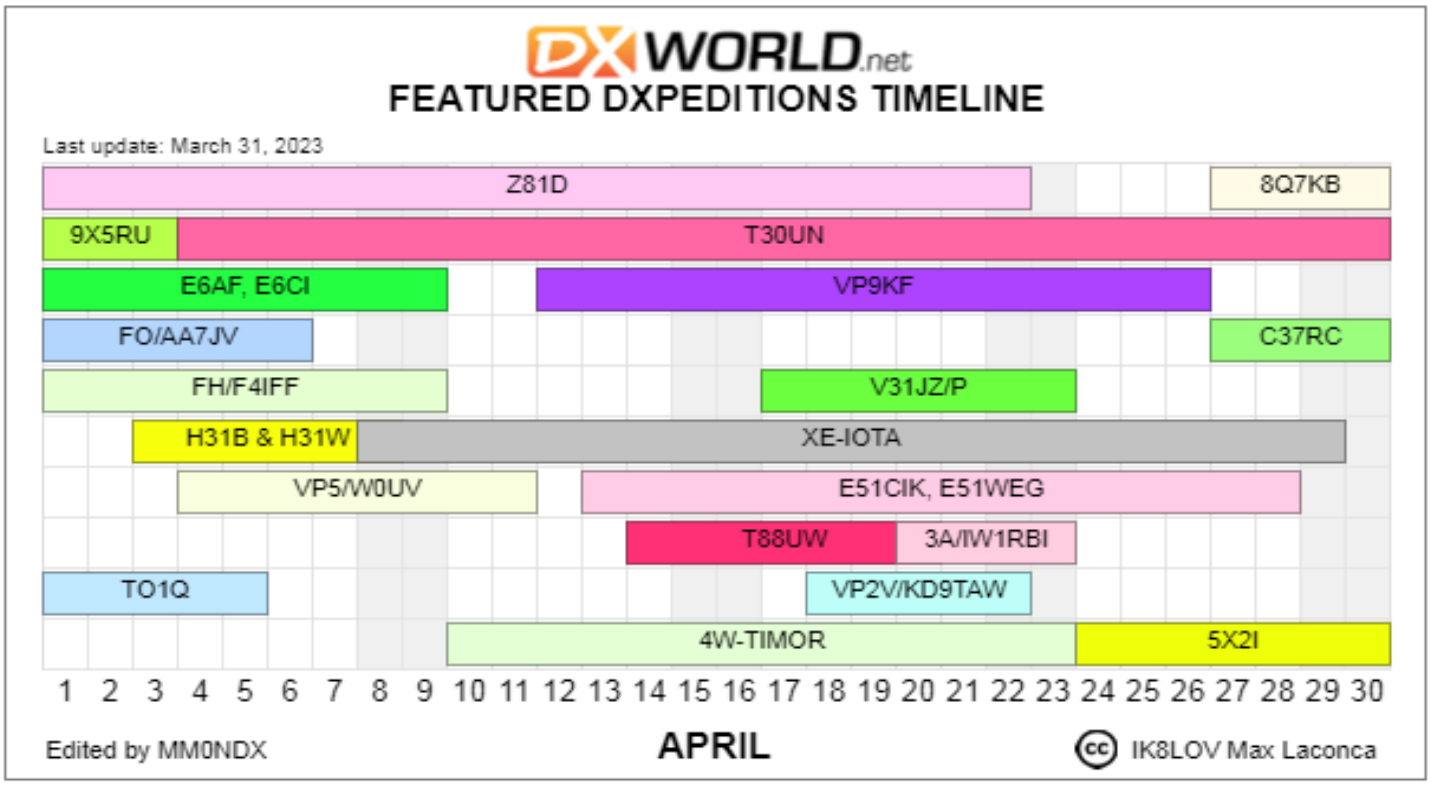 DX WORLD.net
FEATURED DXPEDITIONS TIMELINE
Last update: March 31, 2023
Z81D 8Q7KB
9X5RU T30UN
E6AF, E6CI VP9KF
FO/AA7JV C37RC
FH/F4IFF V31JZ/P
H31B & H31W XE-IOTA
VP5/W0UV E51CIK, E51WEG
T88UW 3A/IW1RBI
TO1Q VP2V/KD9TAW
4W-TIMOR 5X2I
1 2 3 4 5 6 7 8 9 10 11 12 13 14 15 16 17 18 19 20 21 22 23 24 25 26 27 28 29 30
Edited by MM0NDX APRIL cc IK8LOV Max Laconca